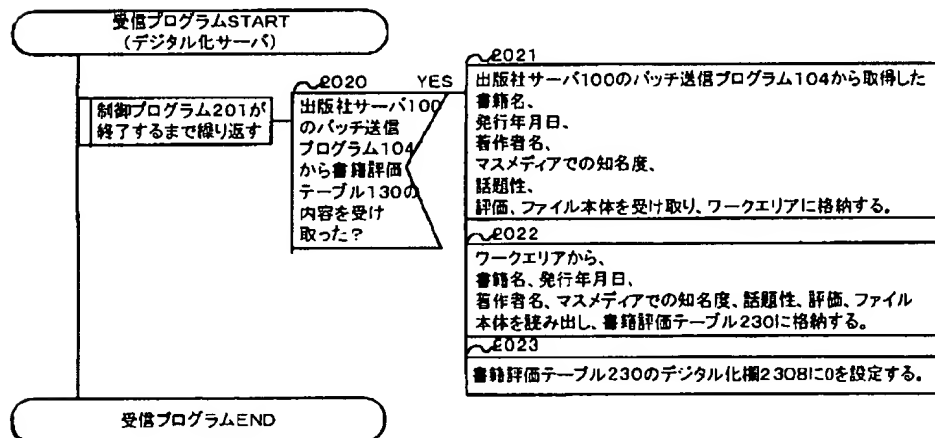 受信プログラムSTART
(デジタル化サーバ)
制御プログラム201が
終了するまで繰り返す
2020
YES
出版社サーバ100
のバッチ送信
プログラム104
から書籍評価
テーブル130の
内容を受け
取った?
2021
出版社サーバ100のバッチ送信プログラム104から取得した
書籍名、
発行年月日、
著作者名、
マスメディアでの知名度、
話題性、
評価、ファイル本体を受け取り、ワークエリアに格納する。
2022
ワークエリアから、
書籍名、発行年月日、
著作者名、マスメディアでの知名度、話題性、評価、ファイル
本体を読み出し、書籍評価テーブル230に格納する。
2023
書籍評価テーブル230のデジタル化欄230Bに0を設定する。
受信プログラムEND